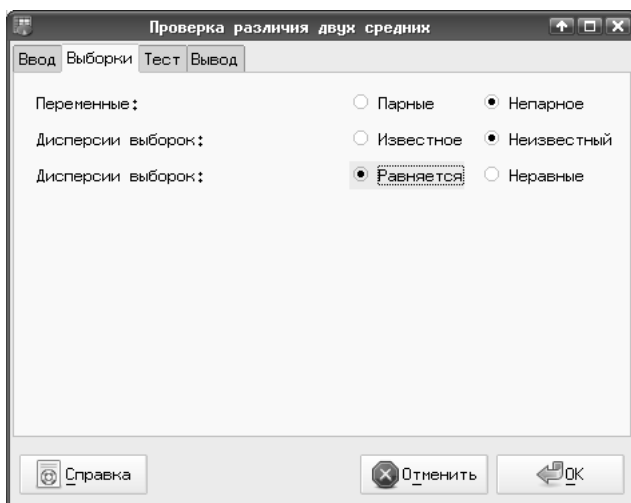 Проверка различия двух средних
Ввод Выборки Тест Вывод
Переменные: Парные Непарное
Дисперсии выборок: Известное Неизвестный
Дисперсии выборок: Равняется Неравные
Справка Отменить OK